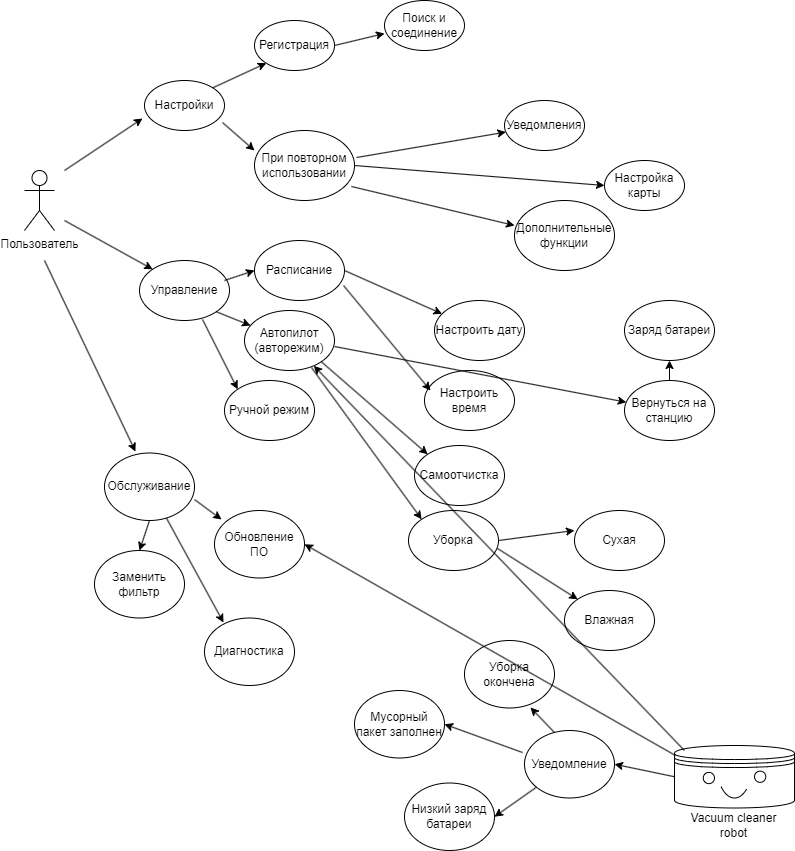 Поиск и
соединение
Регистрация
Настройки
Уведомления
При повторном
использовании
Настройка
карты
Дополнительные
функции
Пользователь
Управление
Расписание
Автопилот
(авторежим)
Настроить дату
Заряд батареи
Ручной режим
Настроить
время
Вернуться на
станцию
Обслуживание
Самоотчистка
Обновление
ПО
Уборка
Сухая
Заменить
фильтр
Влажная
Диагностика
Уборка
окончена
Мусорный
пакет заполнен
Уведомление
Низкий заряд
батареи
Vacuum cleaner
robot